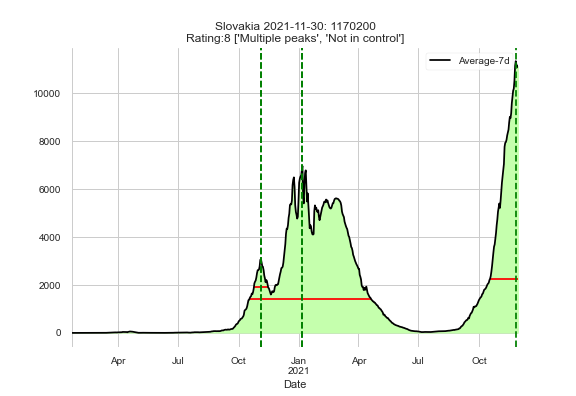 Slovakia 2021-11-30: 1170200
Rating:8 ['Multiple peaks', 'Not in control']
Average-7d
10000
8000
6000
4000
2000
0
Apr
Jul
Oct
Jan
2021
Apr
Jul
Oct
Date